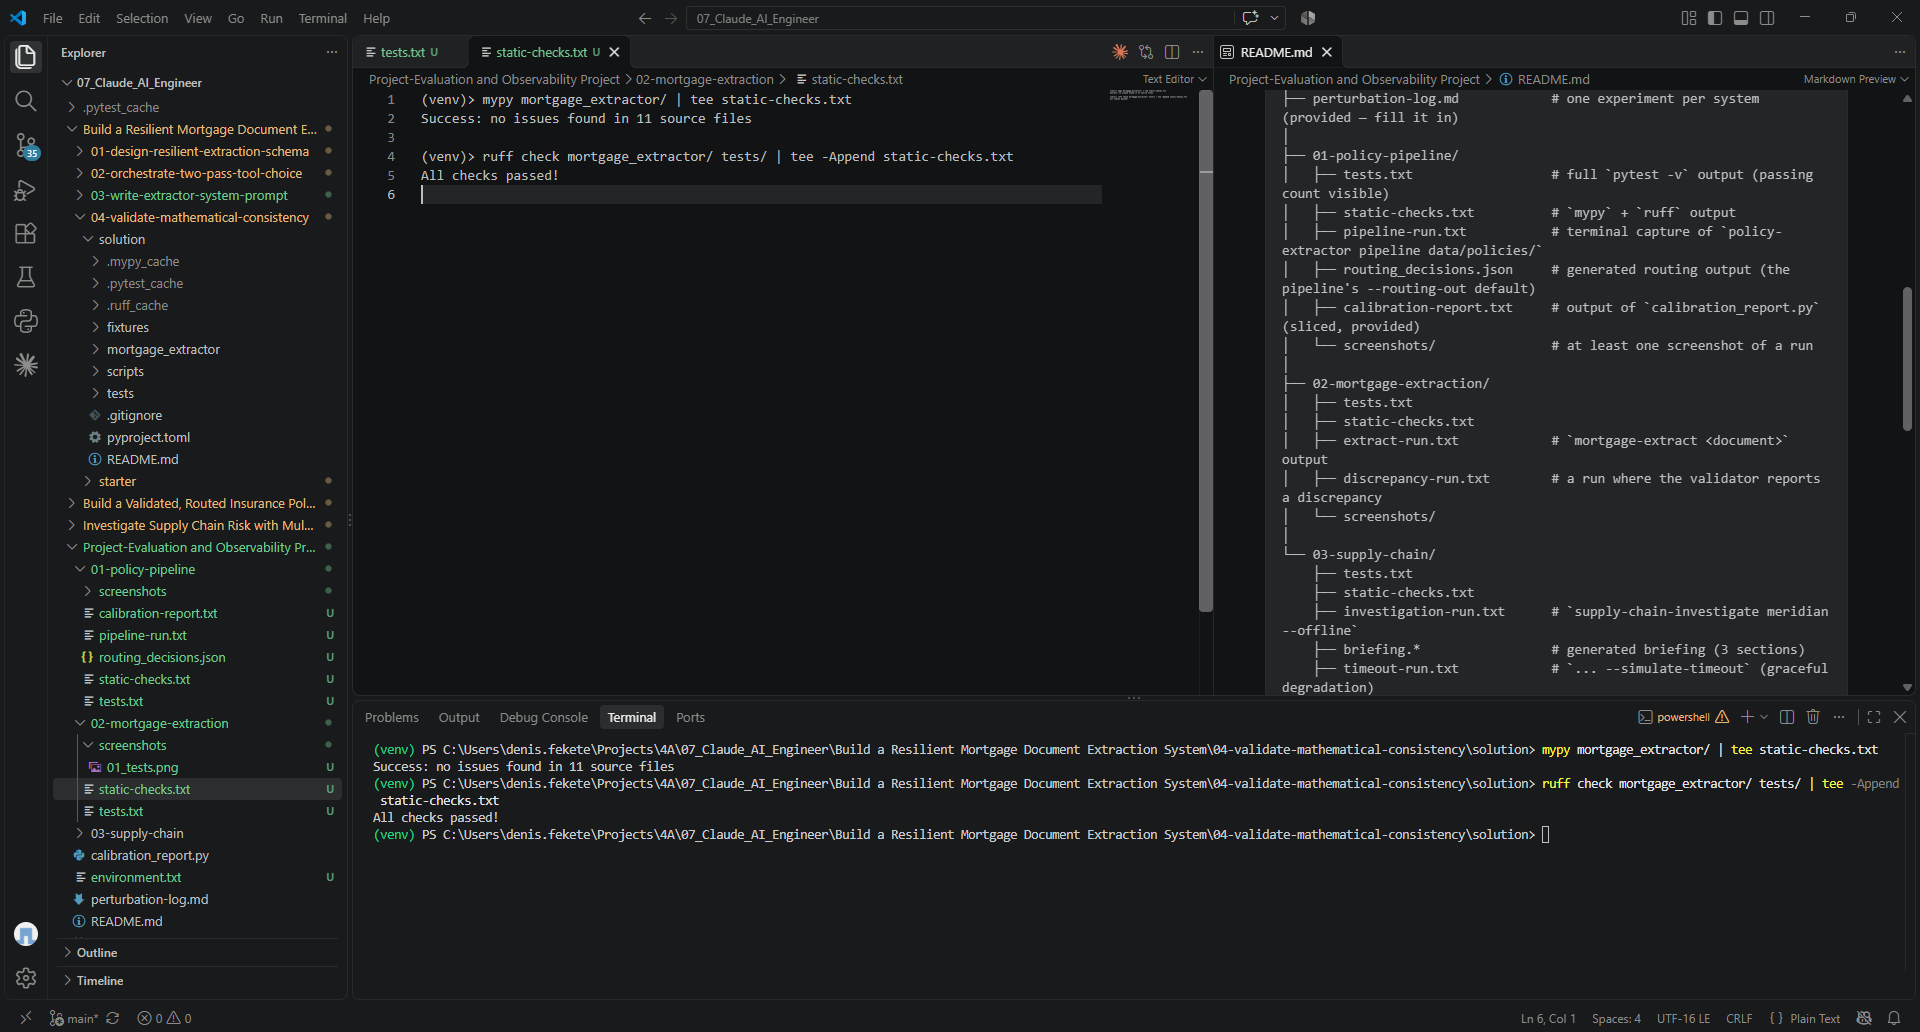 File Edit Selection View Go Run Terminal Help
07_Claude_AI_Engineer
Explorer
07_Claude_AI_Engineer
.pytest_cache
Build a Resilient Mortgage Document E...
01-design-resilient-extraction-schema
02-orchestrate-two-pass-tool-choice
03-write-extractor-system-prompt
04-validate-mathematical-consistency
solution
.mypy_cache
.pytest_cache
.ruff_cache
fixtures
mortgage_extractor
scripts
tests
.gitignore
pyproject.toml
README.md
starter
Build a Validated, Routed Insurance Pol...
Investigate Supply Chain Risk with Mul...
Project-Evaluation and Observability Pr...
01-policy-pipeline
screenshots
calibration-report.txt U
pipeline-run.txt U
routing_decisions.json U
static-checks.txt U
tests.txt U
02-mortgage-extraction
screenshots
01_tests.png U
static-checks.txt U
tests.txt U
03-supply-chain
calibration_report.py
environment.txt U
perturbation-log.md
README.md
Outline
Timeline
35
tests.txt U
static-checks.txt U
Project-Evaluation and Observability Project > 02-mortgage-extraction > static-checks.txt
Text Editor
1 (venv)> mypy mortgage_extractor/ | tee static-checks.txt
2 Success: no issues found in 11 source files
3
4 (venv)> ruff check mortgage_extractor/ tests/ | tee -Append static-checks.txt
5 All checks passed!
6
README.md
Project-Evaluation and Observability Project > README.md
Markdown Preview
├── perturbation-log.md # one experiment per system
(provided — fill it in)
│
├── 01-policy-pipeline/
│ ├── tests.txt # full `pytest -v` output (passing
count visible)
│ ├── static-checks.txt # `mypy` + `ruff` output
│ ├── pipeline-run.txt # terminal capture of `policy-
extractor pipeline data/policies/`
│ ├── routing_decisions.json # generated routing output (the
pipeline's --routing-out default)
│ ├── calibration-report.txt # output of `calibration_report.py`
(sliced, provided)
│ └── screenshots/ # at least one screenshot of a run
│
├── 02-mortgage-extraction/
│ ├── tests.txt
│ ├── static-checks.txt
│ ├── extract-run.txt # `mortgage-extract <document>`
output
│ ├── discrepancy-run.txt # a run where the validator reports
a discrepancy
│ └── screenshots/
│
└── 03-supply-chain/
├── tests.txt
├── static-checks.txt
├── investigation-run.txt # `supply-chain-investigate meridian
--offline`
├── briefing.* # generated briefing (3 sections)
├── timeout-run.txt # `... --simulate-timeout` (graceful
degradation)
Problems Output Debug Console Terminal Ports
powershell
(venv) PS C:\Users\denis.fekete\Projects\4A\07_Claude_AI_Engineer\Build a Resilient Mortgage Document Extraction System\04-validate-mathematical-consistency\solution> mypy mortgage_extractor/ | tee static-checks.txt
Success: no issues found in 11 source files
(venv) PS C:\Users\denis.fekete\Projects\4A\07_Claude_AI_Engineer\Build a Resilient Mortgage Document Extraction System\04-validate-mathematical-consistency\solution> ruff check mortgage_extractor/ tests/ | tee -Append
static-checks.txt
All checks passed!
(venv) PS C:\Users\denis.fekete\Projects\4A\07_Claude_AI_Engineer\Build a Resilient Mortgage Document Extraction System\04-validate-mathematical-consistency\solution>
main* 0 0
Ln 6, Col 1 Spaces: 4 UTF-16 LE CRLF {} Plain Text